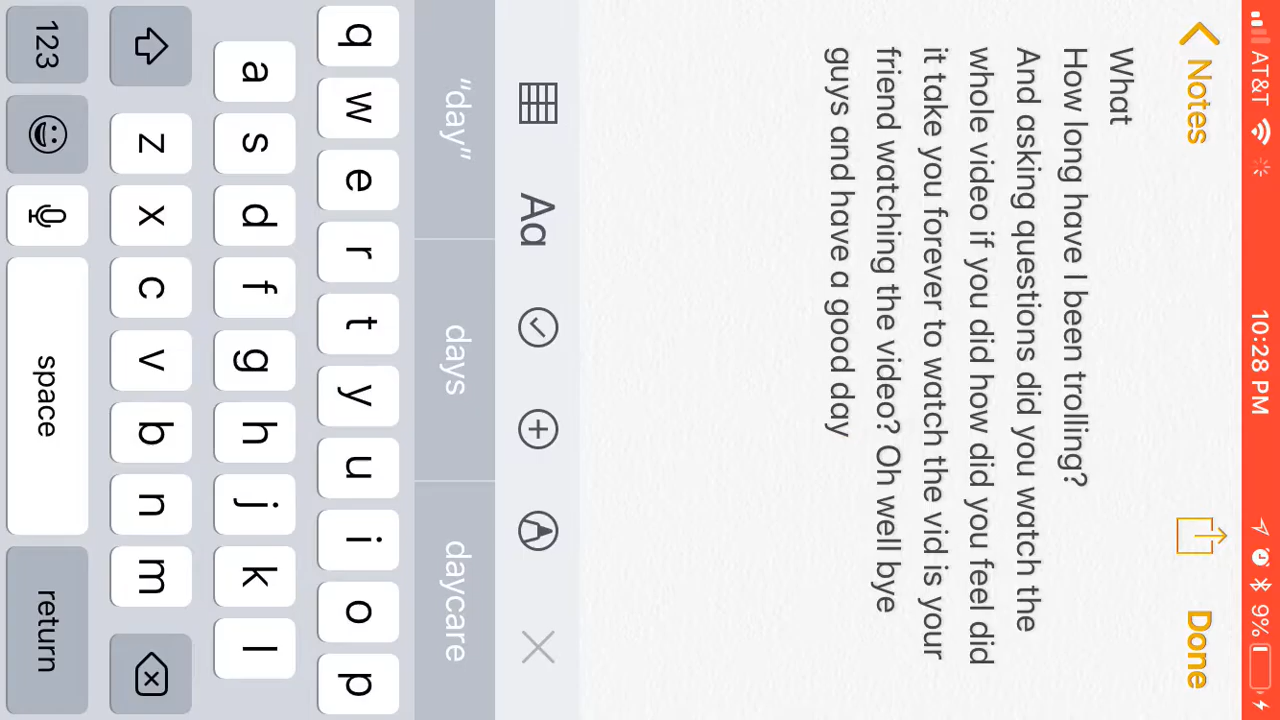 AT&T 10:28 PM 9%
Notes Done
What
How long have I been trolling?
And asking questions did you watch the
whole video if you did how did you feel did
it take you forever to watch the vid is your
friend watching the video? Oh well bye
guys and have a good day
Aa
"day" days daycare
q w e r t y u i o p
a s d f g h j k l
z x c v b n m
123 space return